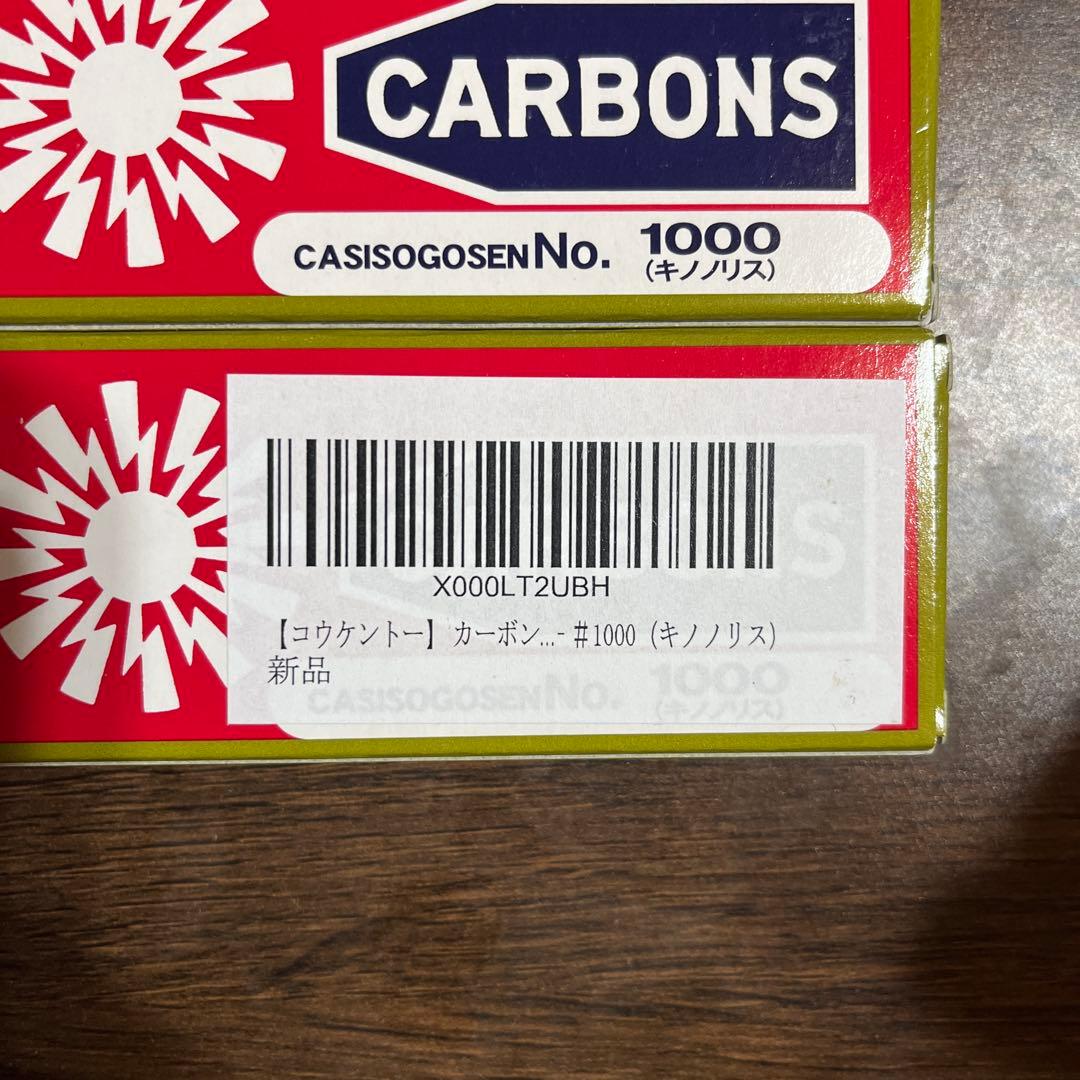 CARBONS
CASISOGOSEN No. 1000
(キノノリス)
X000LT2UBH
【コウケントー】カーボン...- #1000 (キノノリス)
新品
S
CASISOGOSEN No. 1000
(キノノリス)